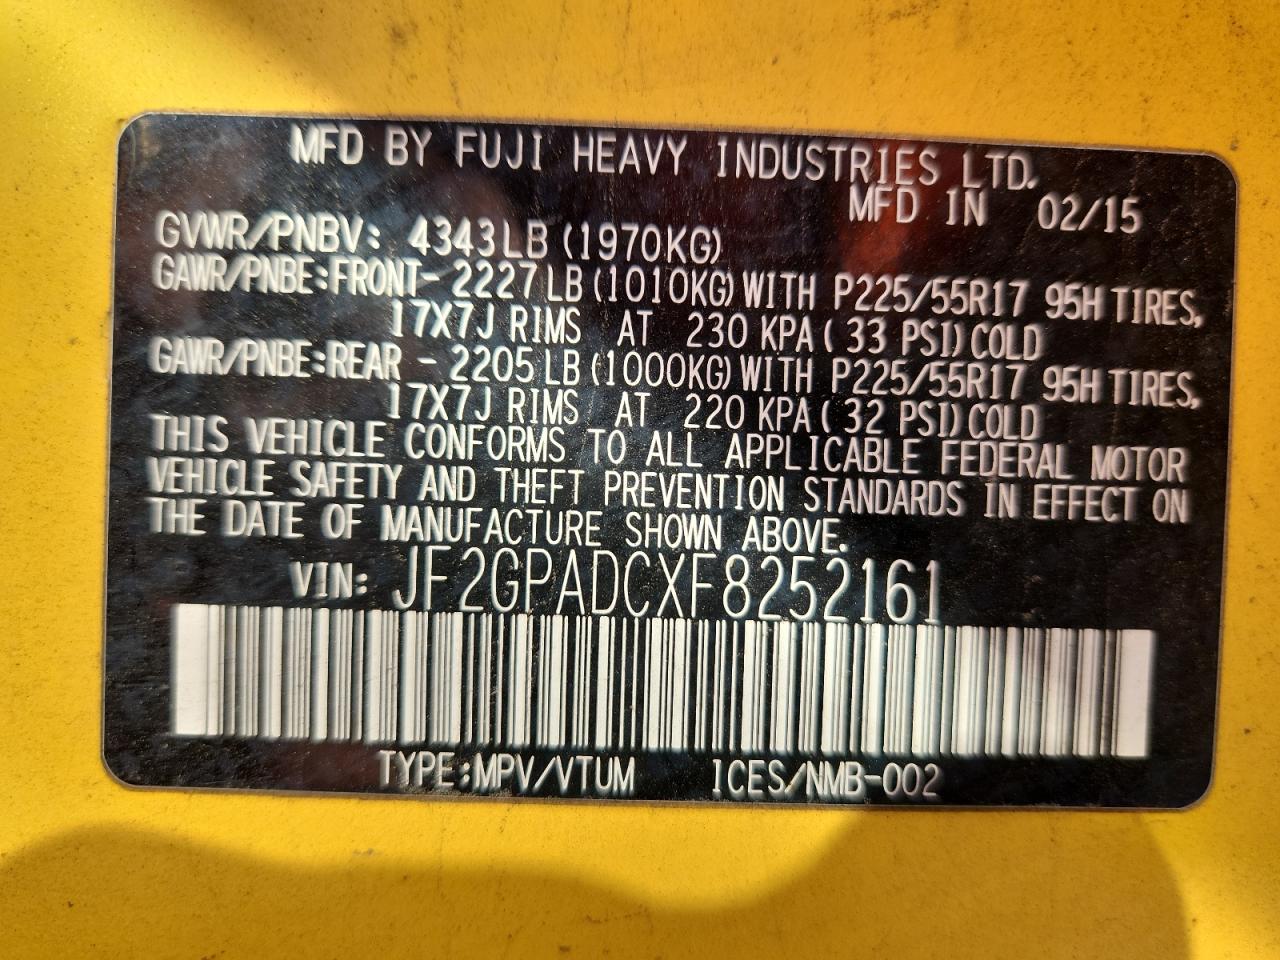 MFD BY FUJI HEAVY INDUSTRIES LTD.
MFD IN 02/15
GVWR/PNBV: 4343LB (1970KG)
GAWR/PNBE:FRONT- 2227LB (1010KG) WITH P225/55R17 95H TIRES,
17X7J RIMS AT 230 KPA ( 33 PSI) COLD
GAWR/PNBE:REAR - 2205LB (1000KG) WITH P225/55R17 95H TIRES,
17X7J RIMS AT 220 KPA ( 32 PSI) COLD
THIS VEHICLE CONFORMS TO ALL APPLICABLE FEDERAL MOTOR
VEHICLE SAFETY AND THEFT PREVENTION STANDARDS IN EFFECT ON
THE DATE OF MANUFACTURE SHOWN ABOVE.
VIN: JF2GPADCXF8252161
TYPE:MPV/VTUM ICES/NMB-002